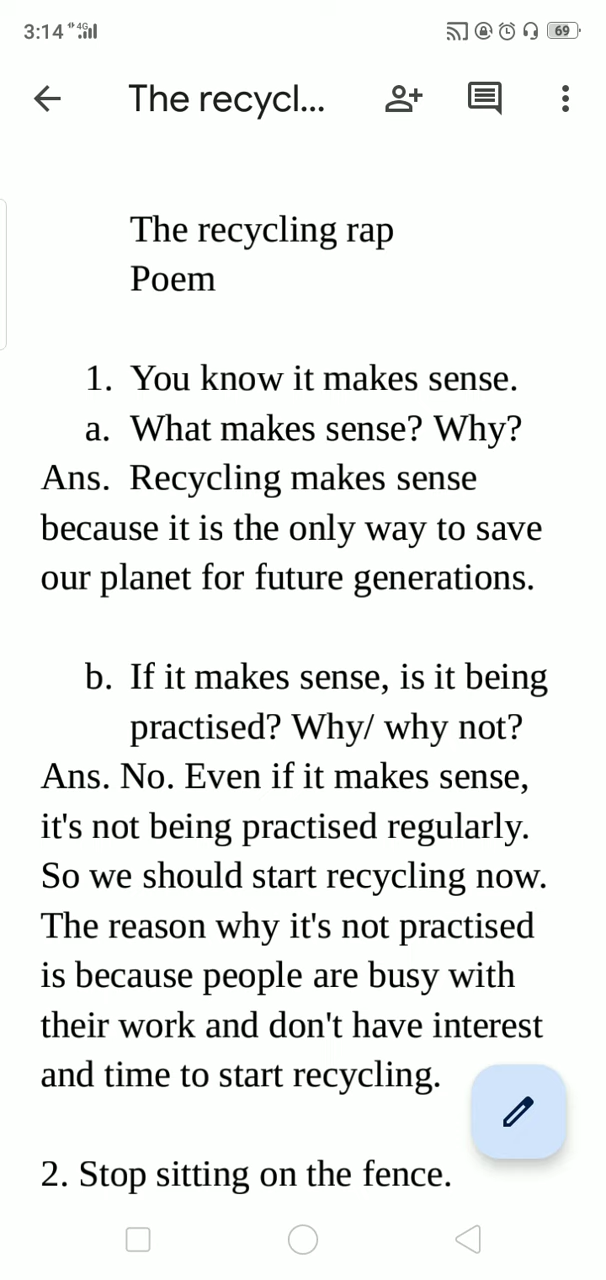 3:14 4G 69
The recycl...
The recycling rap
Poem
1. You know it makes sense.
a. What makes sense? Why?
Ans. Recycling makes sense
because it is the only way to save
our planet for future generations.
b. If it makes sense, is it being
practised? Why/ why not?
Ans. No. Even if it makes sense,
it's not being practised regularly.
So we should start recycling now.
The reason why it's not practised
is because people are busy with
their work and don't have interest
and time to start recycling.
2. Stop sitting on the fence.